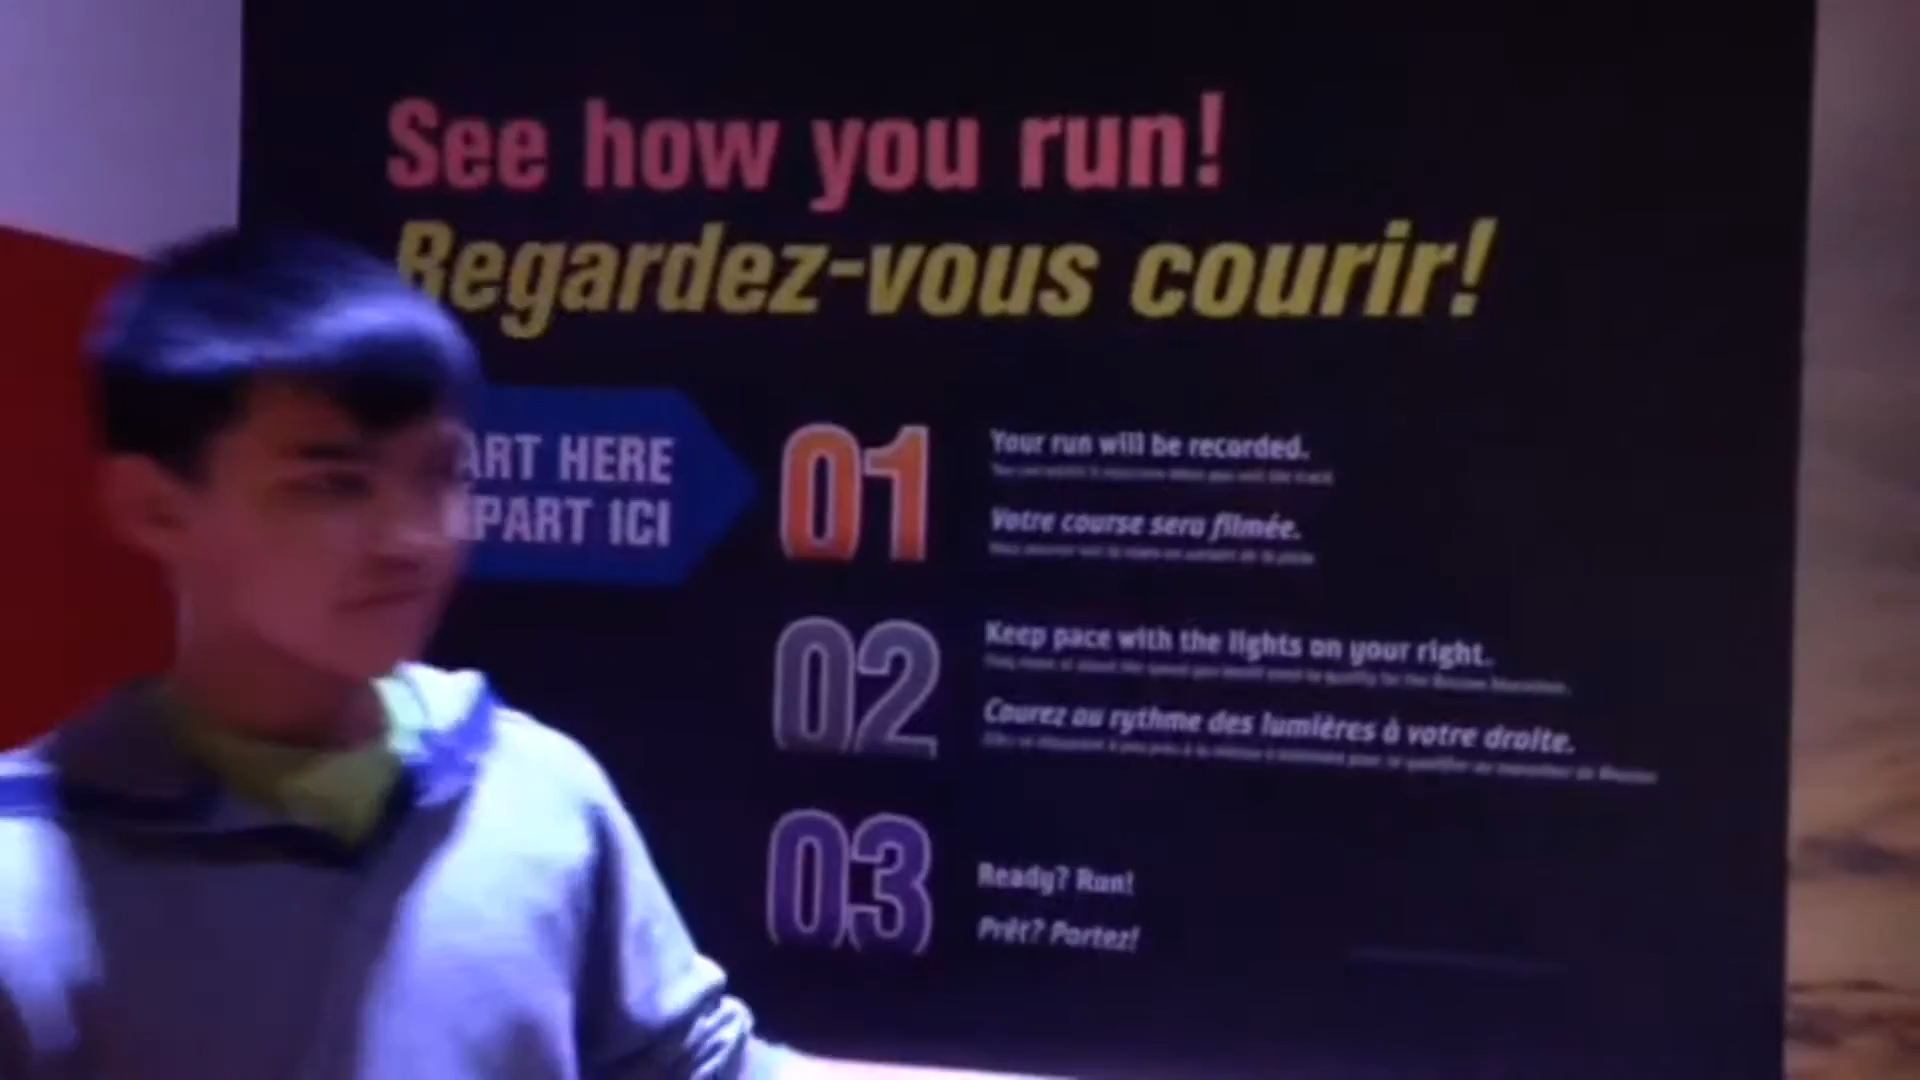 See how you run!
Regardez-vous courir!
ART HERE
PART ICI
01
Your run will be recorded.
Votre course sera filmée.
02
Keep pace with the lights on your right.
Courez au rythme des lumières à votre droite.
03
Ready? Run!
Prêt? Partez!